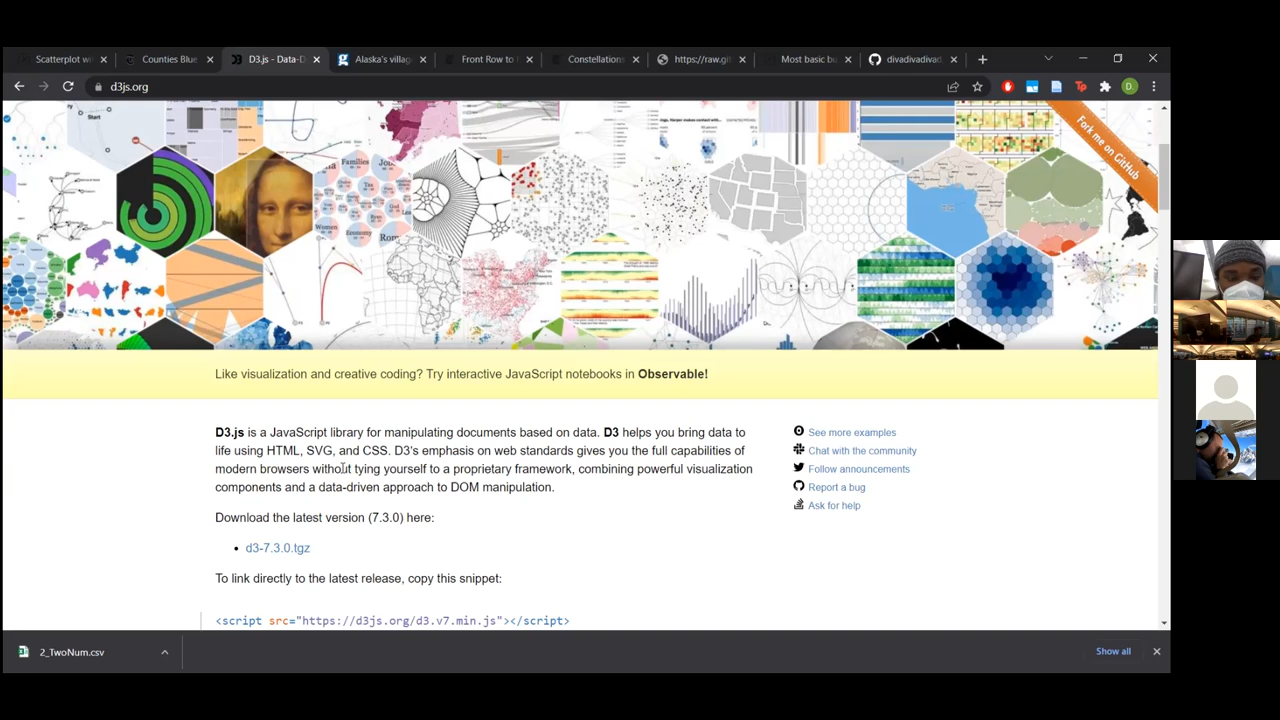 Scatterplot wi
Counties Blue
D3.js - Data-D
Alaska's villag
Front Row to
Constellations
https://raw.git
Most basic bu
divadivadivad
d3js.org
Fork me on GitHub
Start
Families
Jo
Women
Economy
Ro
Like visualization and creative coding? Try interactive JavaScript notebooks in Observable!
D3.js is a JavaScript library for manipulating documents based on data. D3 helps you bring data to
life using HTML, SVG, and CSS. D3's emphasis on web standards gives you the full capabilities of
modern browsers without tying yourself to a proprietary framework, combining powerful visualization
components and a data-driven approach to DOM manipulation.
See more examples
Chat with the community
Follow announcements
Report a bug
Ask for help
Download the latest version (7.3.0) here:
• d3-7.3.0.tgz
To link directly to the latest release, copy this snippet:
<script src="https://d3js.org/d3.v7.min.js"></script>
2_TwoNum.csv
Show all